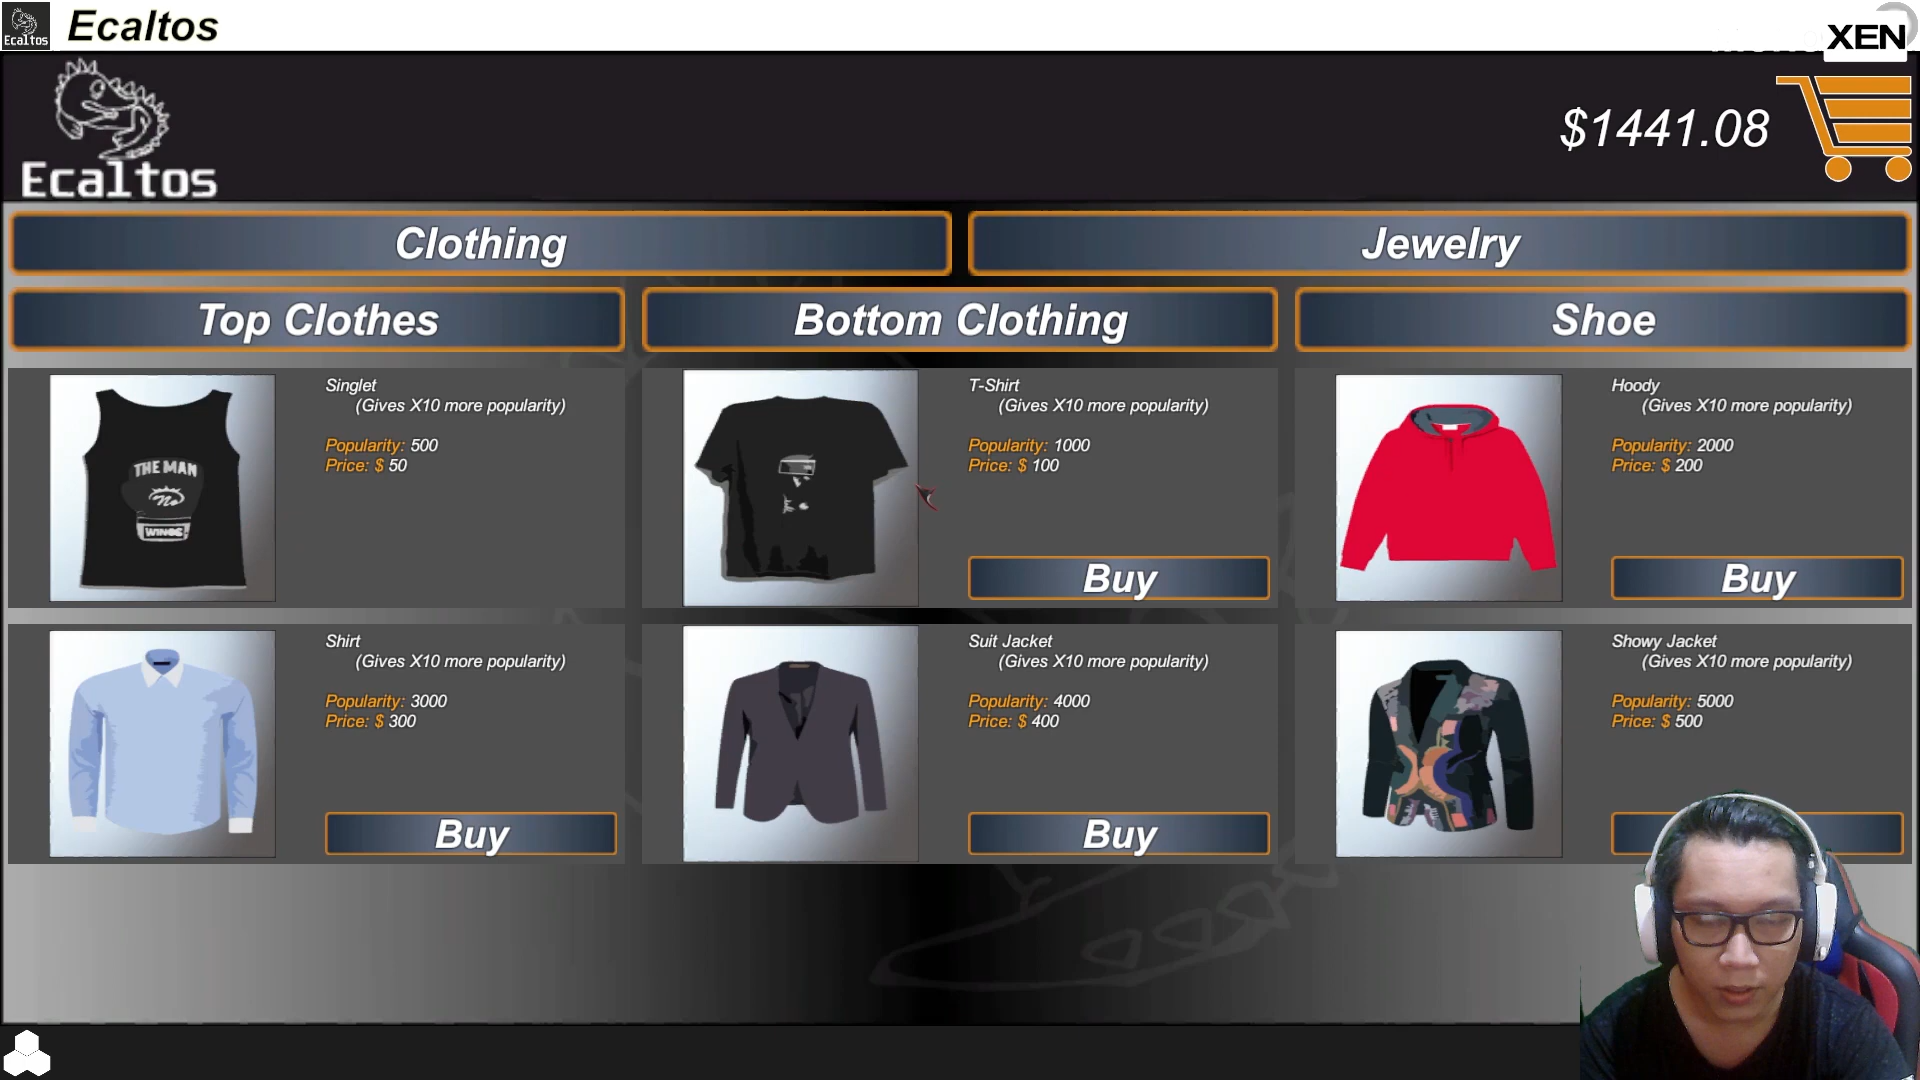 Ecaltos
Ecaltos
XEN
Ecaltos
$1441.08
Clothing
Jewelry
Top Clothes
Bottom Clothing
Shoe
THE MAN
No
WINGS
Singlet
(Gives X10 more popularity)
Popularity: 500
Price: $ 50
T-Shirt
(Gives X10 more popularity)
Popularity: 1000
Price: $ 100
Buy
Hoody
(Gives X10 more popularity)
Popularity: 2000
Price: $ 200
Buy
Shirt
(Gives X10 more popularity)
Popularity: 3000
Price: $ 300
Buy
Suit Jacket
(Gives X10 more popularity)
Popularity: 4000
Price: $ 400
Buy
Showy Jacket
(Gives X10 more popularity)
Popularity: 5000
Price: $ 500